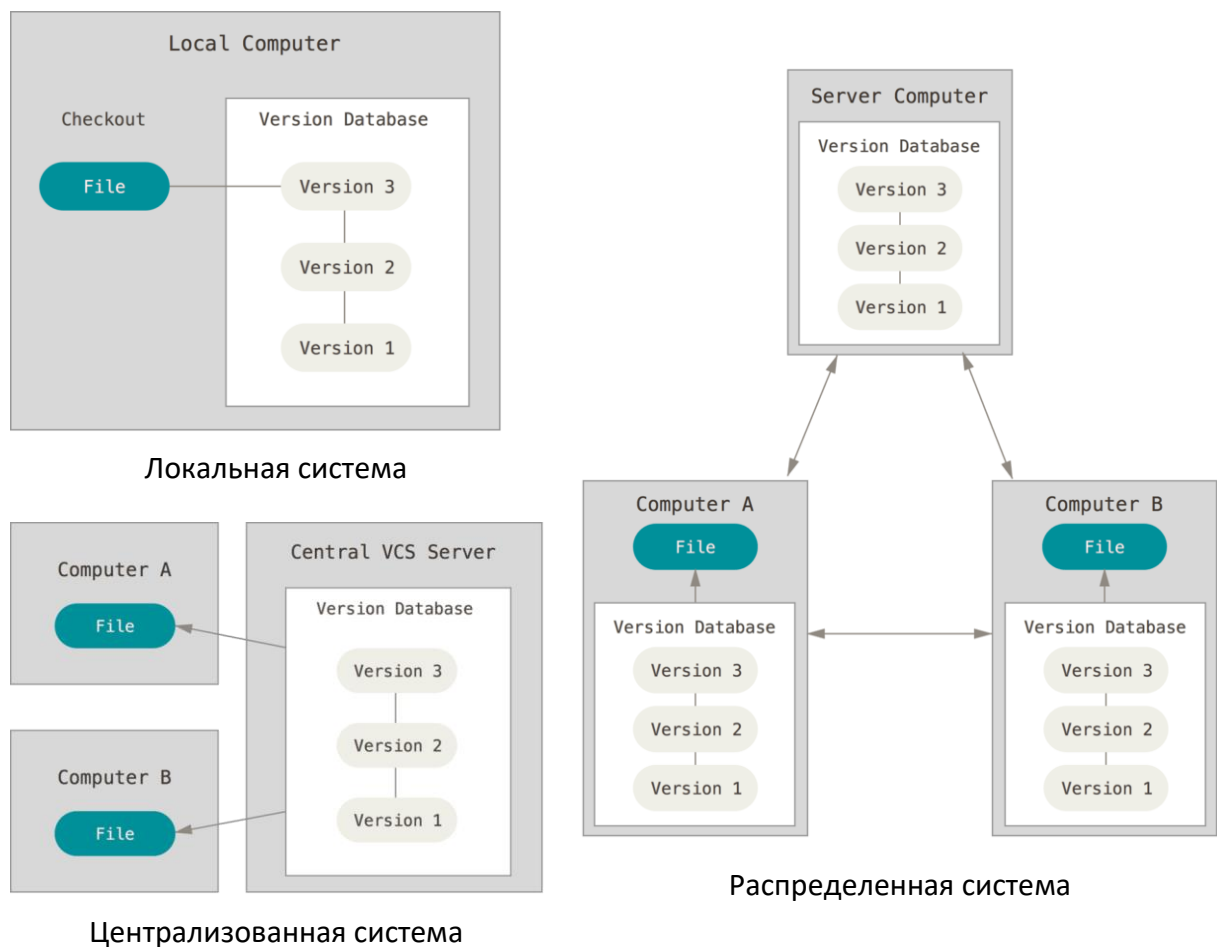 Local Computer
Checkout
Version Database
File
Version 3
Version 2
Version 1
Локальная система
Computer A
File
Computer B
File
Central VCS Server
Version Database
Version 3
Version 2
Version 1
Централизованная система
Server Computer
Version Database
Version 3
Version 2
Version 1
Computer A
File
Version Database
Version 3
Version 2
Version 1
Computer B
File
Version Database
Version 3
Version 2
Version 1
Распределенная система